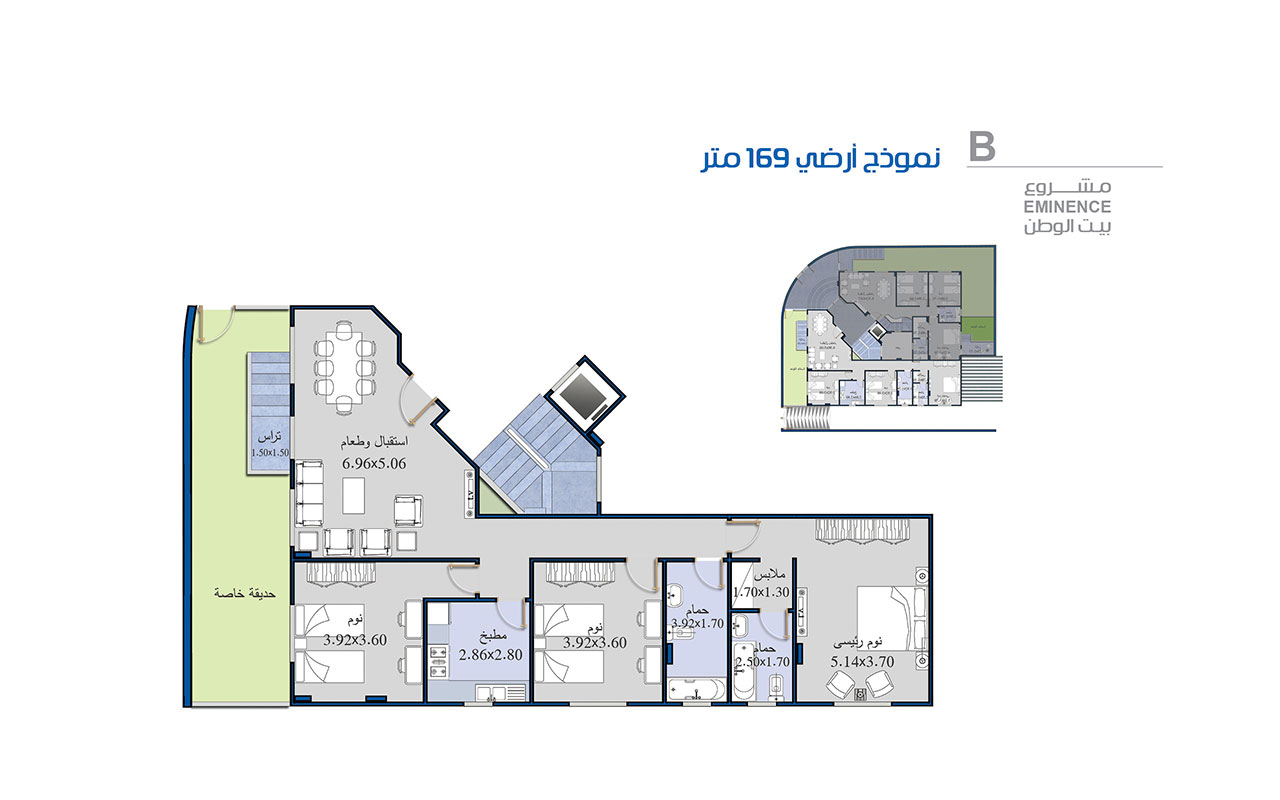 B
نموذج أرضي 169 متر
مشروع
EMINENCE
بيت الوطن
تراس
1.50x1.50
استقبال وطعام
6.96x5.06
حديقة خاصة
نوم
3.92x3.60
مطبخ
2.86x2.80
نوم
3.92x3.60
حمام
3.92x1.70
ملابس
1.70x1.30
حمام
2.50x1.70
نوم رئيسى
5.14x3.70